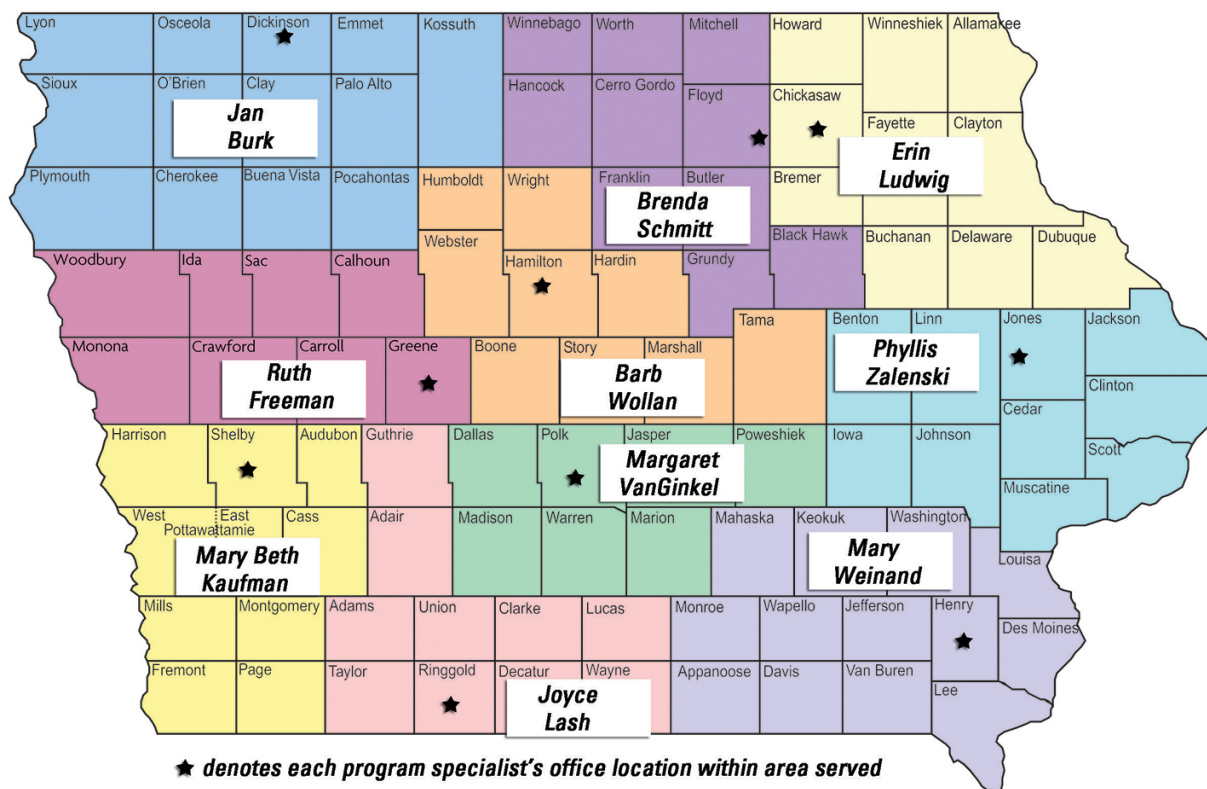 Lyon Osceola Dickinson Emmet Kossuth Winnebago Worth Mitchell Howard Winneshiek Allamakee
Sioux O'Brien Clay Palo Alto Hancock Cerro Gordo Floyd Chickasaw
Jan
Burk
Fayette Clayton
Erin
Ludwig
Plymouth Cherokee Buena Vista Pocahontas Humboldt Wright Franklin Butler Bremer
Brenda
Schmitt
Webster Black Hawk Buchanan Delaware Dubuque
Woodbury Ida Sac Calhoun Hamilton Hardin Grundy
Monona Crawford Carroll Greene Boone Story Marshall Tama Benton Linn Jones Jackson
Ruth
Freeman
Barb
Wollan
Phyllis
Zalenski
Clinton
Cedar
Harrison Shelby Audubon Guthrie Dallas Polk Jasper Poweshiek Iowa Johnson Scott
Margaret
VanGinkel
Muscatine
West East Cass Adair Madison Warren Marion Mahaska Keokuk Washington
Pottawattamie
Mary Beth
Kaufman
Mary
Weinand
Louisa
Mills Montgomery Adams Union Clarke Lucas Monroe Wapello Jefferson Henry
Des Moines
Fremont Page Taylor Ringgold Decatur Wayne Appanoose Davis Van Buren Lee
Joyce
Lash
★ denotes each program specialist's office location within area served